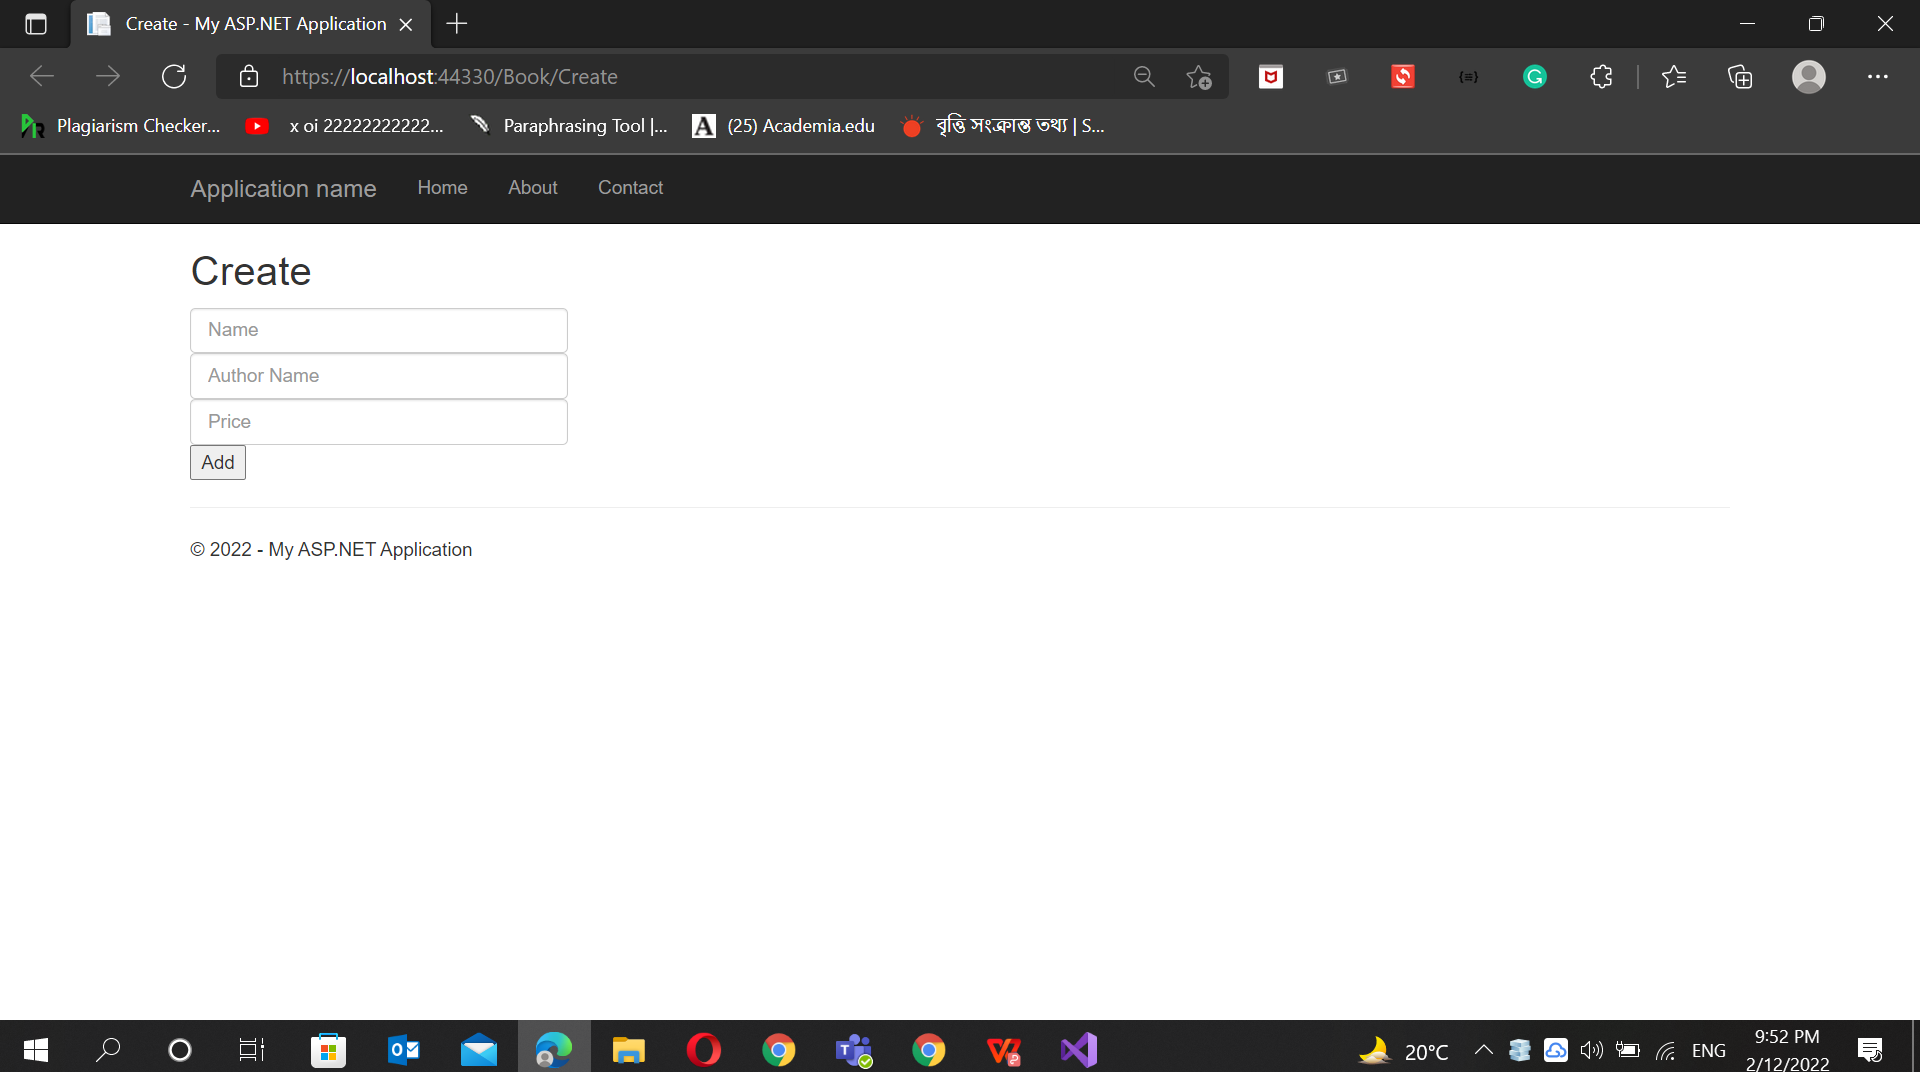 Create - My ASP.NET Application
https://localhost:44330/Book/Create
Plagiarism Checker... x oi 22222222222... Paraphrasing Tool |... A (25) Academia.edu বৃত্তি সংক্রান্ত তথ্য | S...
Application name Home About Contact
Create
Name
Author Name
Price
Add
© 2022 - My ASP.NET Application
20°C ENG 9:52 PM
2/12/2022